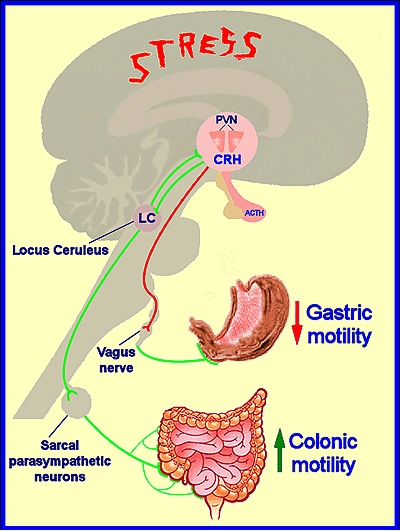 STRESS
PVN
CRH
ACTH
LC
Locus Ceruleus
Gastric
motility
Vagus
nerve
Colonic
motility
Sarcal
parasympathetic
neurons